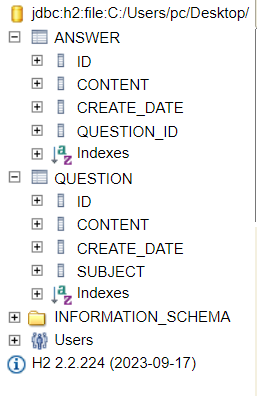 jdbc:h2:file:C:/Users/pc/Desktop/
ANSWER
ID
CONTENT
CREATE_DATE
QUESTION_ID
Indexes
QUESTION
ID
CONTENT
CREATE_DATE
SUBJECT
Indexes
INFORMATION_SCHEMA
Users
H2 2.2.224 (2023-09-17)